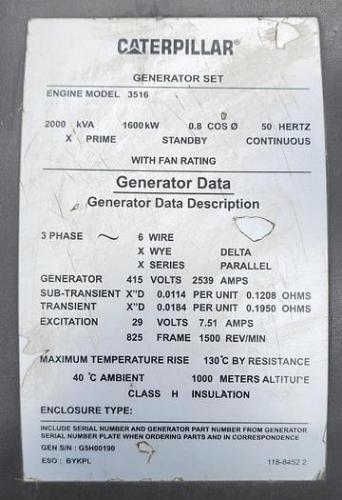 CATERPILLAR®
GENERATOR SET
ENGINE MODEL 3516
2000 kVA 1600kW 0.8 COS Ø 50 HERTZ
X PRIME STANDBY CONTINUOUS
WITH FAN RATING
Generator Data
Generator Data Description
3 PHASE ~ 6 WIRE
X WYE DELTA
X SERIES PARALLEL
GENERATOR 415 VOLTS 2539 AMPS
SUB-TRANSIENT X"D 0.0114 PER UNIT 0.1208 OHMS
TRANSIENT X"D 0.0184 PER UNIT 0.1950 OHMS
EXCITATION 29 VOLTS 7.51 AMPS
825 FRAME 1500 REV/MIN
MAXIMUM TEMPERATURE RISE 130°C BY RESISTANCE
40 °C AMBIENT 1000 METERS ALTITUDE
CLASS H INSULATION
ENCLOSURE TYPE:
INCLUDE SERIAL NUMBER AND GENERATOR PART NUMBER FROM GENERATOR
SERIAL NUMBER PLATE WHEN ORDERING PARTS AND IN CORRESPONDENCE
GEN S/N : G5H00190
ESO : BYKPL 118-8452 2